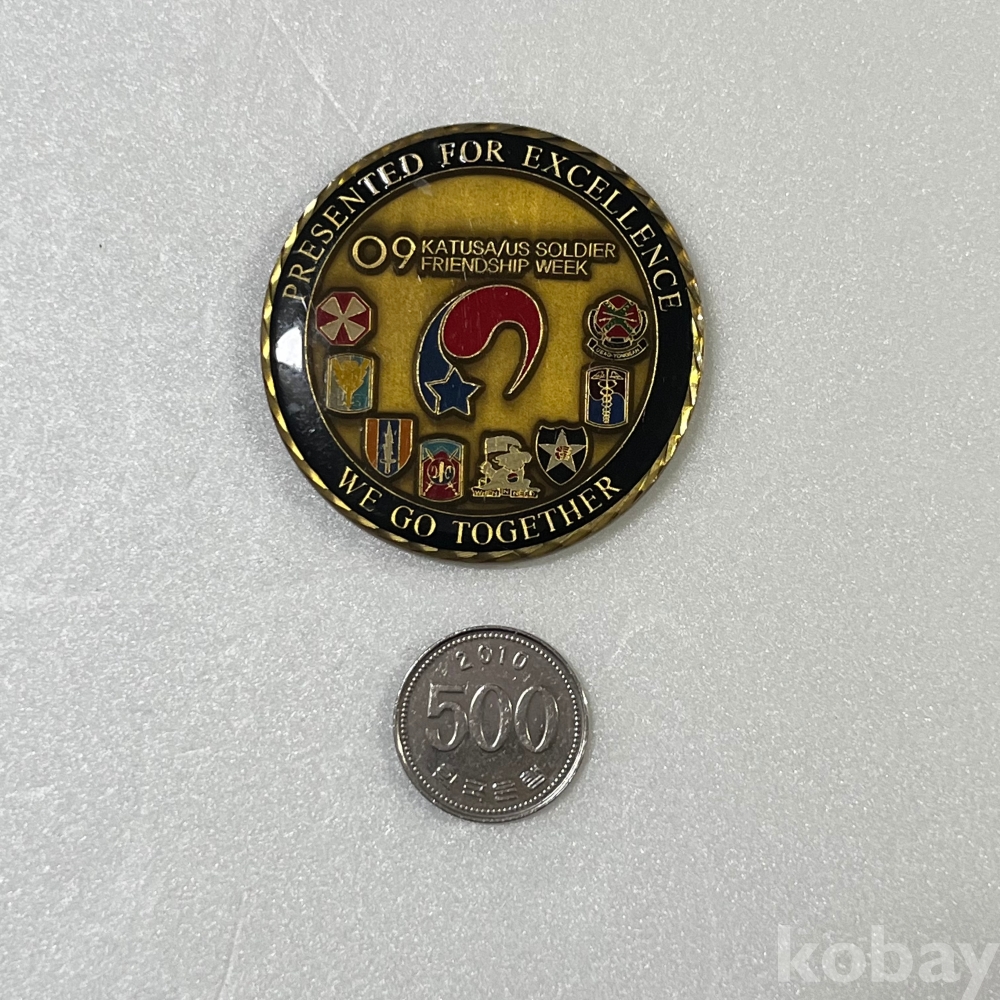 PRESENTED FOR EXCELLENCE
09 KATUSA/US SOLDIER
FRIENDSHIP WEEK
WE GO TOGETHER
2010
500
한국은행
kobay